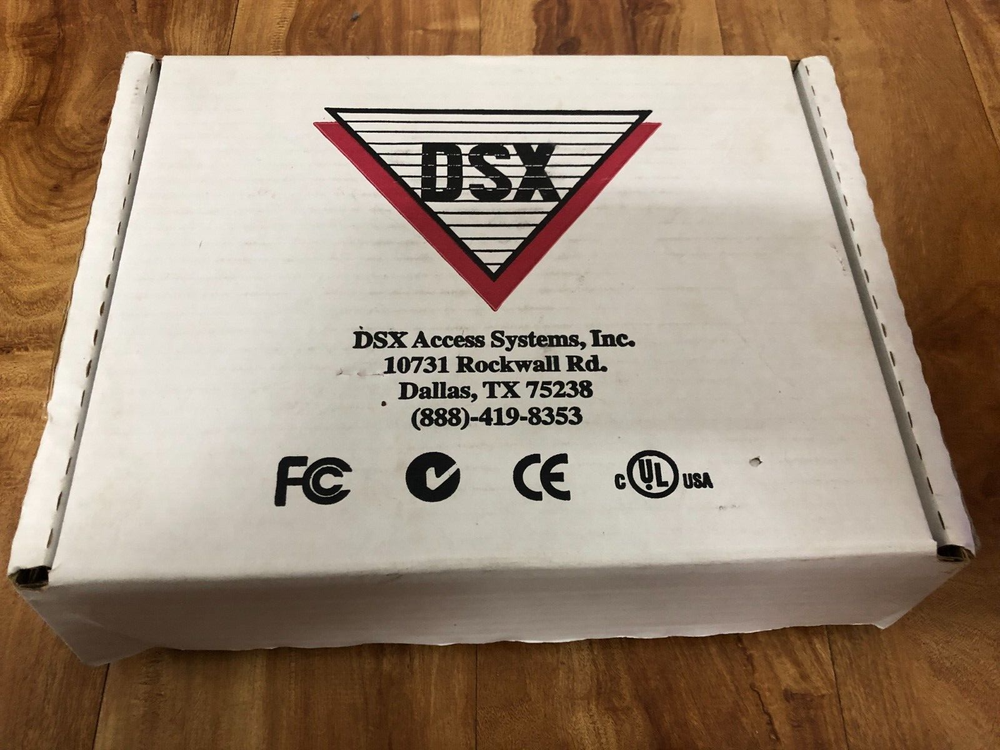 DSX
DSX Access Systems, Inc.
10731 Rockwall Rd.
Dallas, TX 75238
(888)-419-8353
FC CE C UL USA